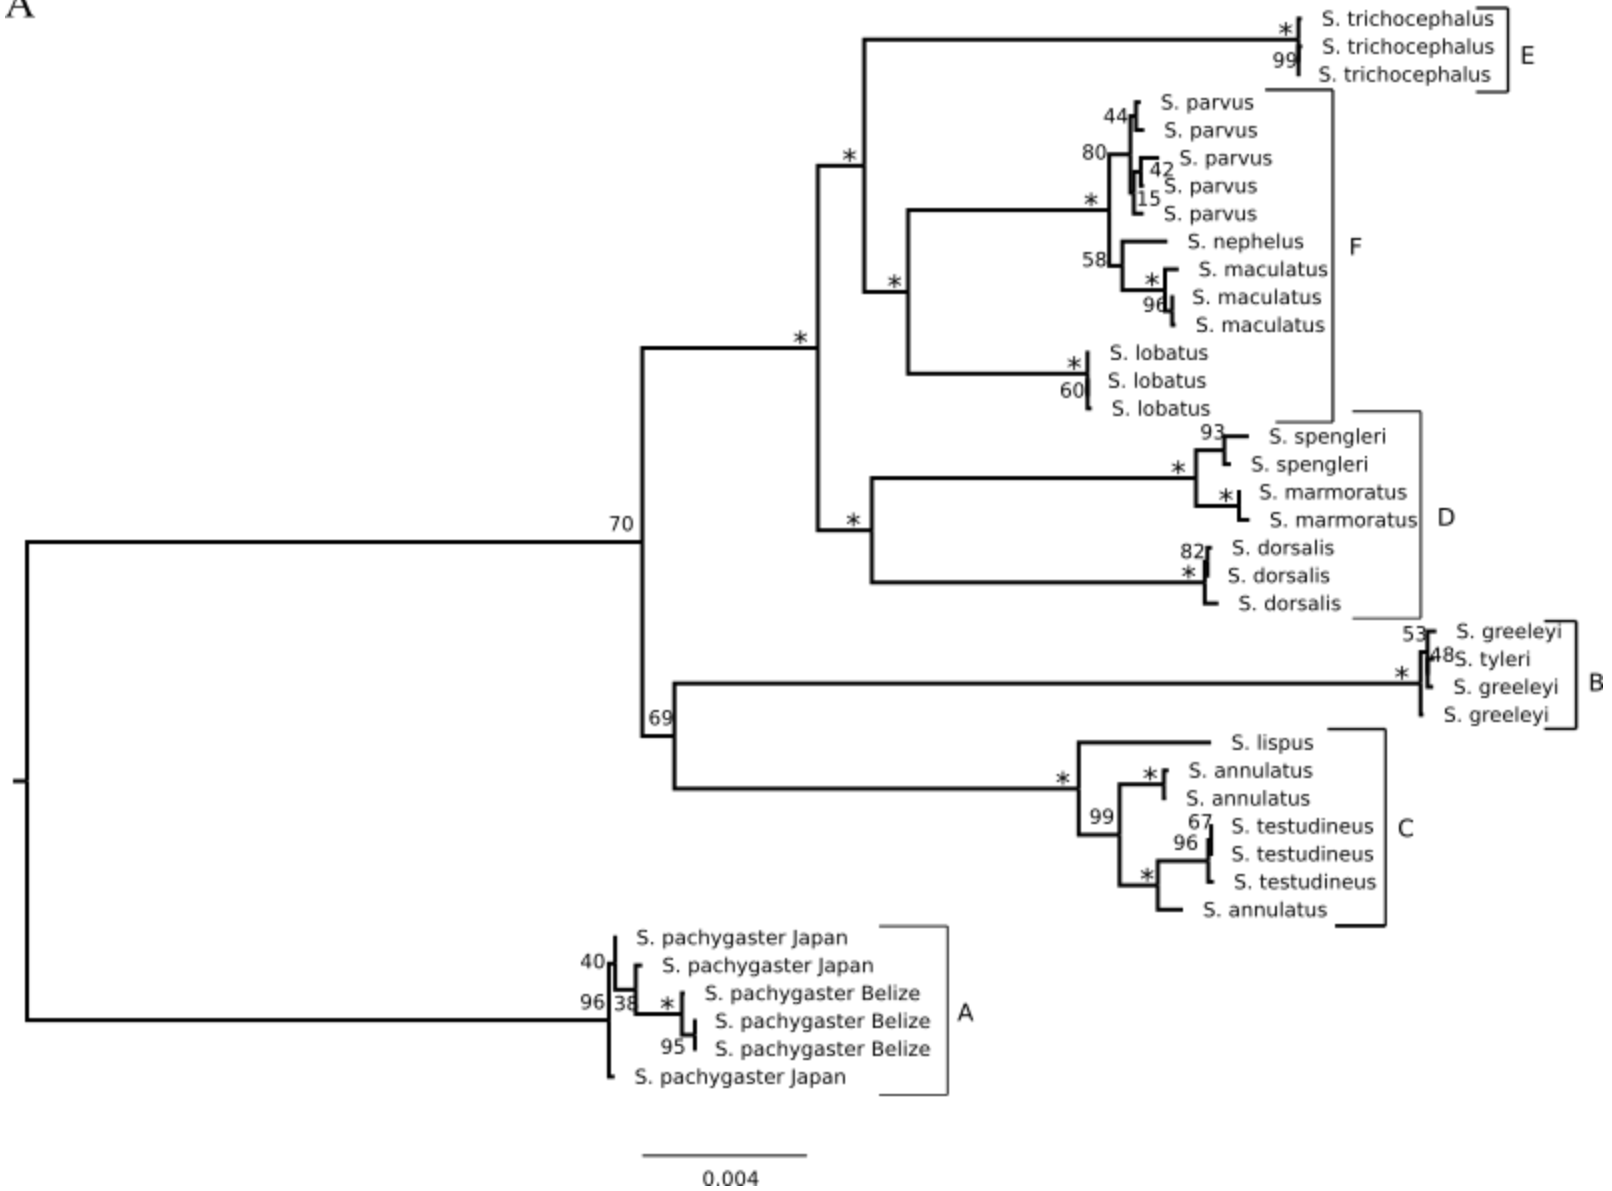 A
S. trichocephalus
*
S. trichocephalus
E
99
S. trichocephalus
S. parvus
44
S. parvus
80
*
S. parvus
42
S. parvus
15
*
S. parvus
S. nephelus
F
58
S. maculatus
*
*
S. maculatus
96
S. maculatus
*
S. lobatus
*
S. lobatus
60
S. lobatus
93
S. spengleri
*
S. spengleri
*
S. marmoratus
*
S. marmoratus
D
70
*
82
S. dorsalis
*
S. dorsalis
S. dorsalis
53
S. greeleyi
48
S. tyleri
*
S. greeleyi
B
S. greeleyi
69
S. lispus
*
*
S. annulatus
S. annulatus
99
67
S. testudineus
C
96
S. testudineus
*
S. testudineus
S. annulatus
S. pachygaster Japan
40
S. pachygaster Japan
96
38
*
S. pachygaster Belize
S. pachygaster Belize
A
95
S. pachygaster Belize
S. pachygaster Japan
0.004